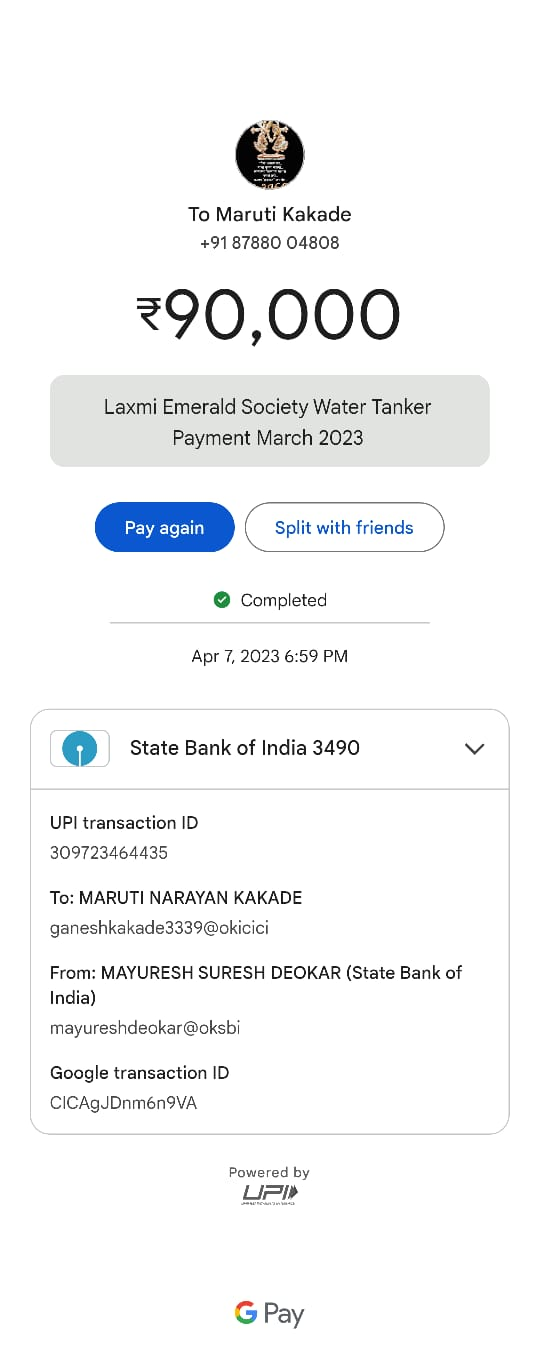 To Maruti Kakade
+91 87880 04808
₹90,000
Laxmi Emerald Society Water Tanker
Payment March 2023
Pay again
Split with friends
Completed
Apr 7, 2023 6:59 PM
State Bank of India 3490
UPI transaction ID
309723464435
To: MARUTI NARAYAN KAKADE
ganeshkakade3339@okicici
From: MAYURESH SURESH DEOKAR (State Bank of
India)
mayureshdeokar@oksbi
Google transaction ID
CICAgJDnm6n9VA
Powered by
UPI
G Pay